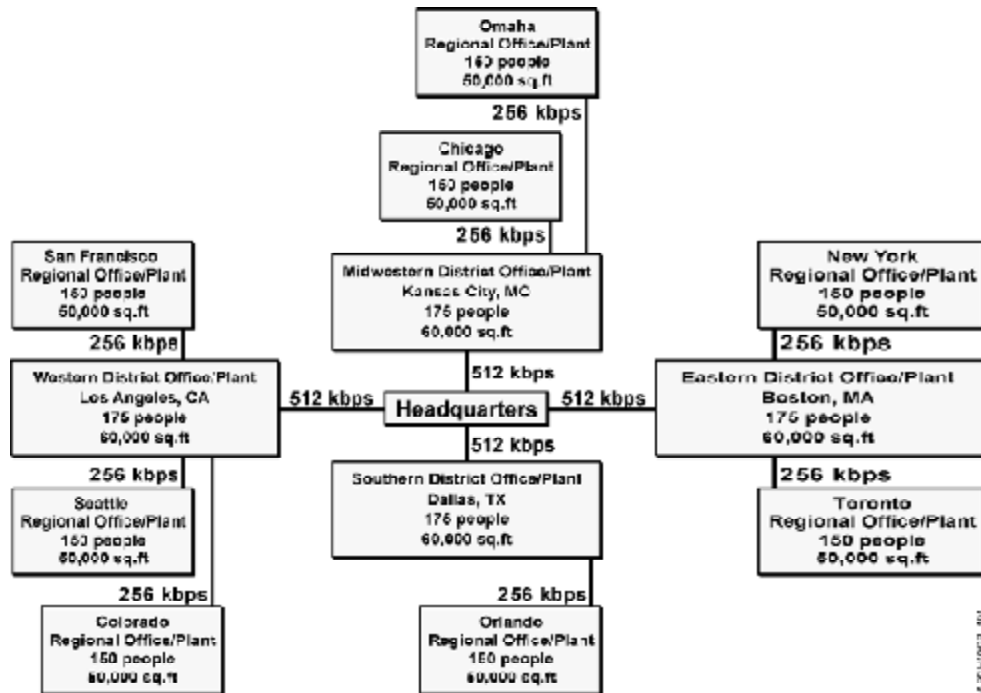 Omaha
Regional Office/Plant
150 people
50,000 sq.ft
256 kbps
Chicago
Regional Office/Plant
150 people
50,000 sq.ft
256 kbps
San Francisco
Regional Office/Plant
150 people
50,000 sq.ft
256 kbps
Midwestern District Office/Plant
Kansas City, MO
175 people
60,000 sq.ft
512 kbps
New York
Regional Office/Plant
150 people
50,000 sq.ft
256 kbps
Western District Office/Plant
Los Angeles, CA
175 people
60,000 sq.ft
512 kbps
Headquarters
512 kbps
Eastern District Office/Plant
Boston, MA
175 people
60,000 sq.ft
256 kbps
Seattle
Regional Office/Plant
150 people
50,000 sq.ft
512 kbps
Southern District Office/Plant
Dallas, TX
175 people
60,000 sq.ft
256 kbps
Toronto
Regional Office/Plant
150 people
50,000 sq.ft
256 kbps
Colorado
Regional Office/Plant
150 people
50,000 sq.ft
256 kbps
Orlando
Regional Office/Plant
150 people
50,000 sq.ft